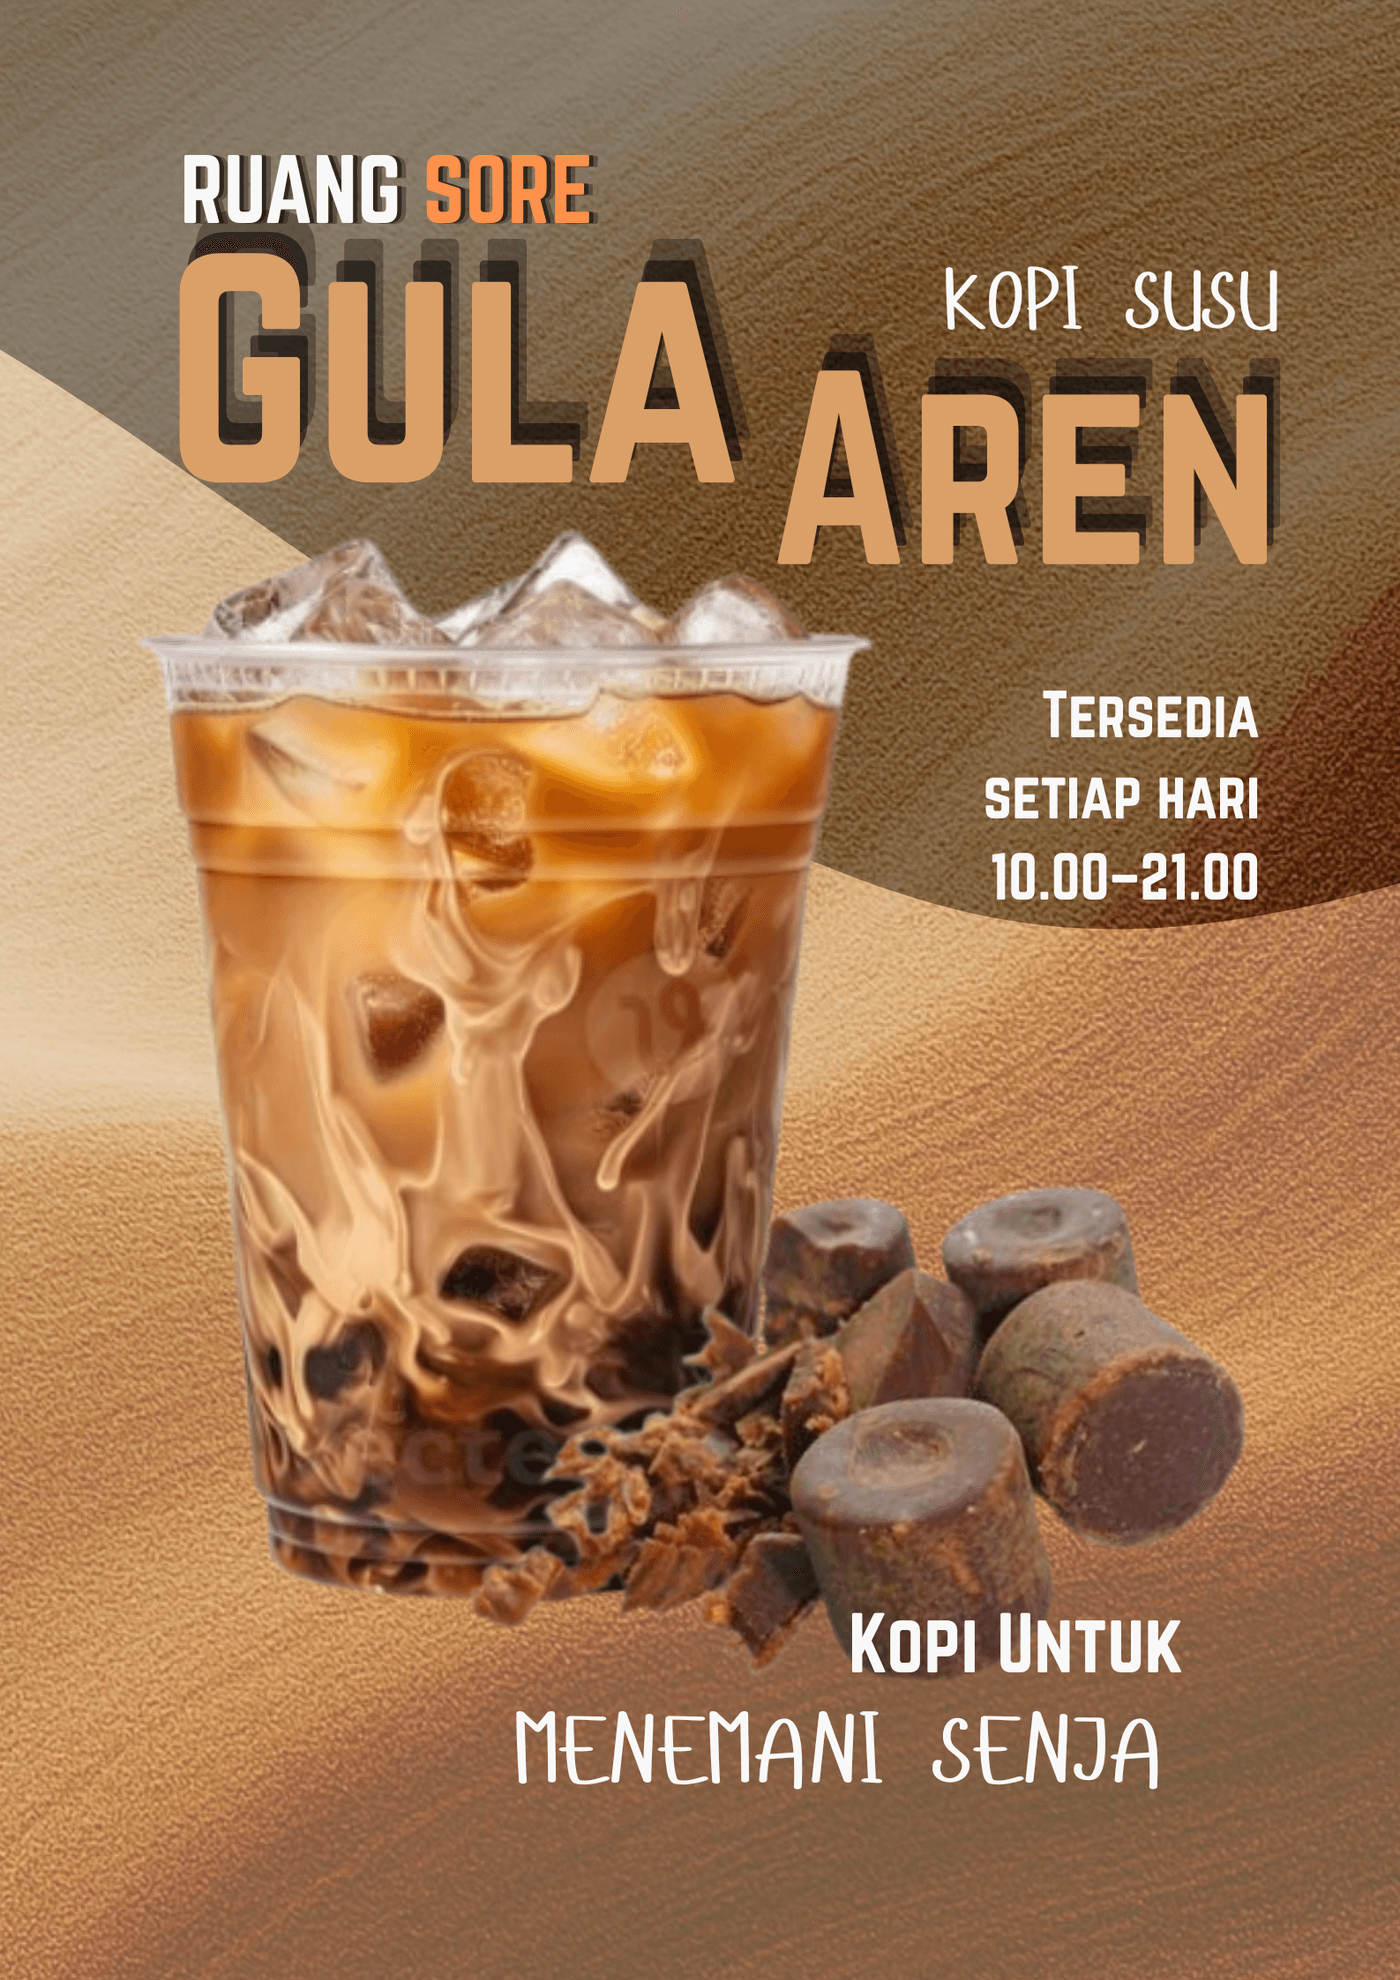 RUANG SORE
GULA
KOPI SUSU
AREN
TERSEDIA
SETIAP HARI
10.00-21.00
KOPI UNTUK
MENEMANI SENJA